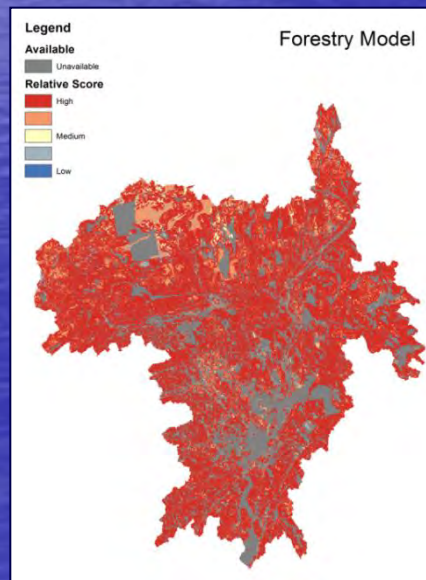 Legend
Forestry Model
Available
Unavailable
Relative Score
High
Medium
Low